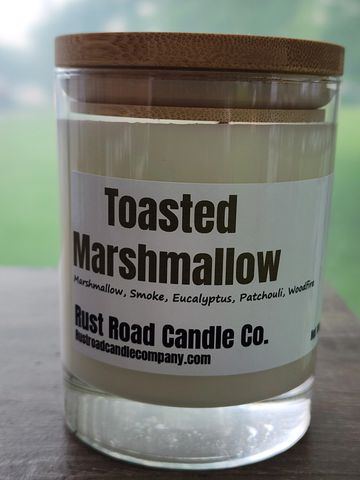 Toasted
Marshmallow
Marshmallow, Smoke, Eucalyptus, Patchouli, Woodfire
Rust Road Candle Co.
Rustroadcandlecompany.com